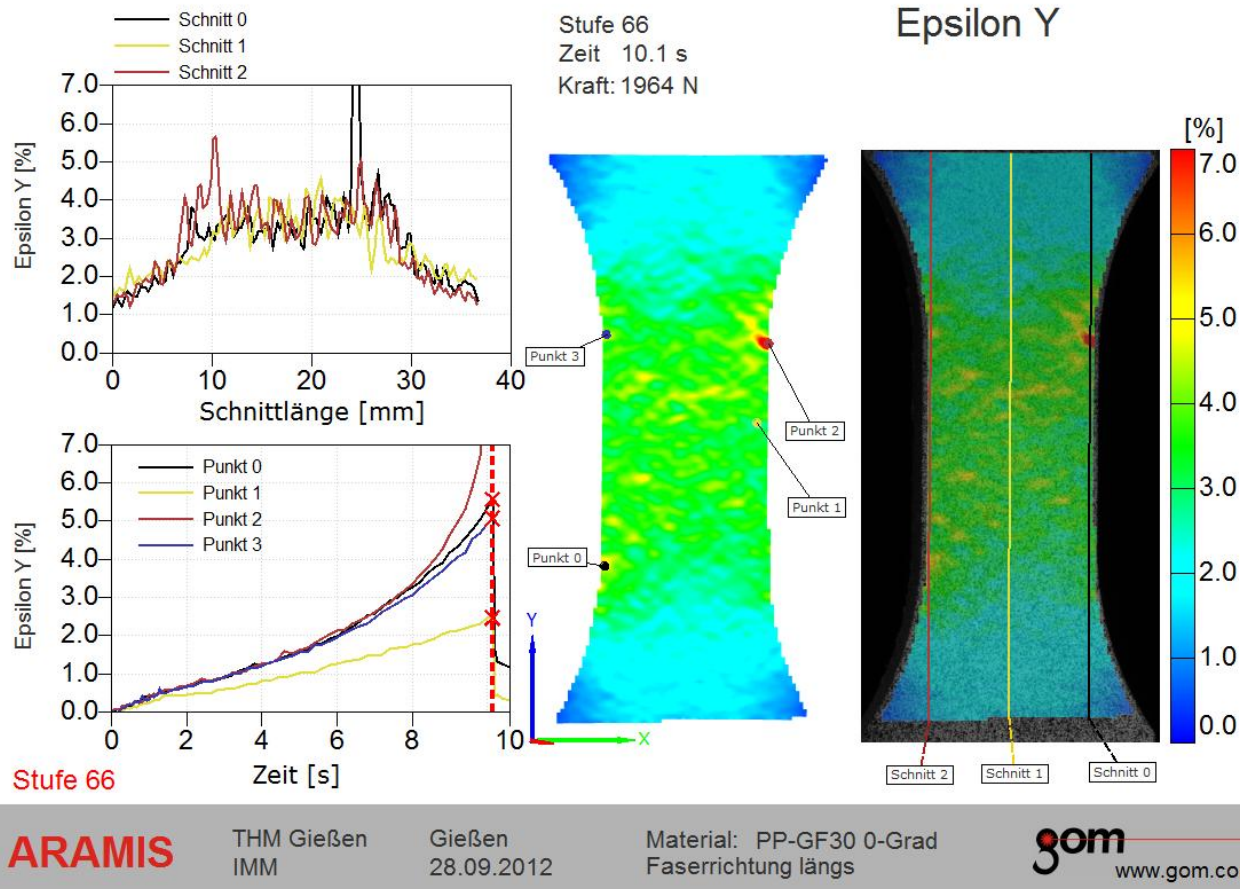 Schnitt 0
Schnitt 1
Schnitt 2
7.0
6.0
5.0
4.0
3.0
2.0
1.0
0.0
Epsilon Y [%]
0 10 20 30 40
Schnittlänge [mm]
Stufe 66
Zeit 10.1 s
Kraft: 1964 N
Epsilon Y
Punkt 3
Punkt 2
Punkt 1
Punkt 0
Y
X
[%]
7.0
6.0
5.0
4.0
3.0
2.0
1.0
0.0
Schnitt 2 Schnitt 1 Schnitt 0
7.0
6.0
5.0
4.0
3.0
2.0
1.0
0.0
Epsilon Y [%]
Punkt 0
Punkt 1
Punkt 2
Punkt 3
0 2 4 6 8 10
Zeit [s]
Stufe 66
ARAMIS
THM Gießen
IMM
Gießen
28.09.2012
Material: PP-GF30 0-Grad
Faserrichtung längs
gom
www.gom.co